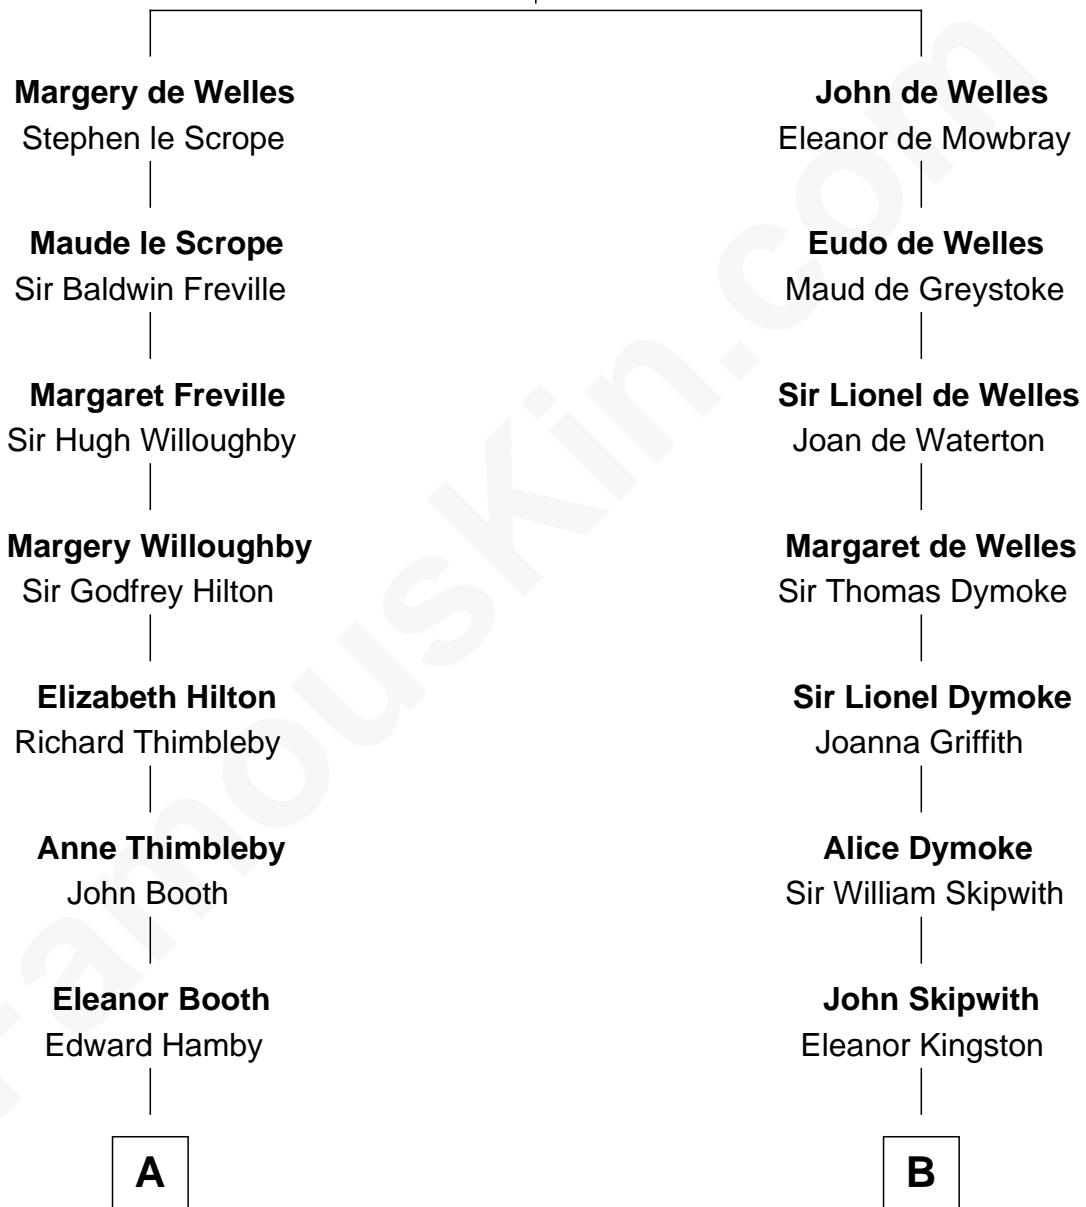 Margery de Welles
Stephen le Scrope
Maude le Scrope
Sir Baldwin Freville
Margaret Freville
Sir Hugh Willoughby
Margery Willoughby
Sir Godfrey Hilton
Elizabeth Hilton
Richard Thimbleby
Anne Thimbleby
John Booth
Eleanor Booth
Edward Hamby
A
John de Welles
Eleanor de Mowbray
Eudo de Welles
Maud de Greystoke
Sir Lionel de Welles
Joan de Waterton
Margaret de Welles
Sir Thomas Dymoke
Sir Lionel Dymoke
Joanna Griffith
Alice Dymoke
Sir William Skipwith
John Skipwith
Eleanor Kingston
B
FamousKin.com